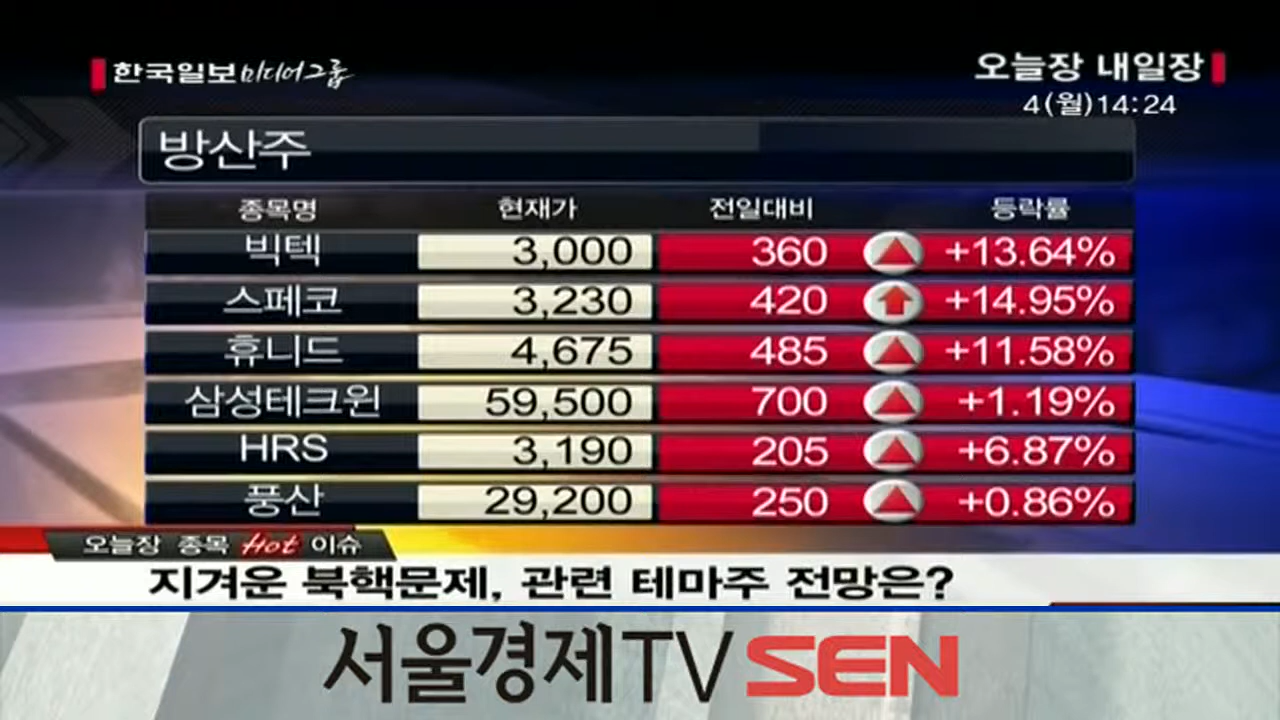 한국일보 미디어그룹
오늘장 내일장
4(월)14:24
방산주
종목명 현재가 전일대비 등락률
빅텍 3,000 360 +13.64%
스페코 3,230 420 +14.95%
휴니드 4,675 485 +11.58%
삼성테크윈 59,500 700 +1.19%
HRS 3,190 205 +6.87%
풍산 29,200 250 +0.86%
오늘장 종목 Hot 이슈
지겨운 북핵문제, 관련 테마주 전망은?
서울경제TV SEN